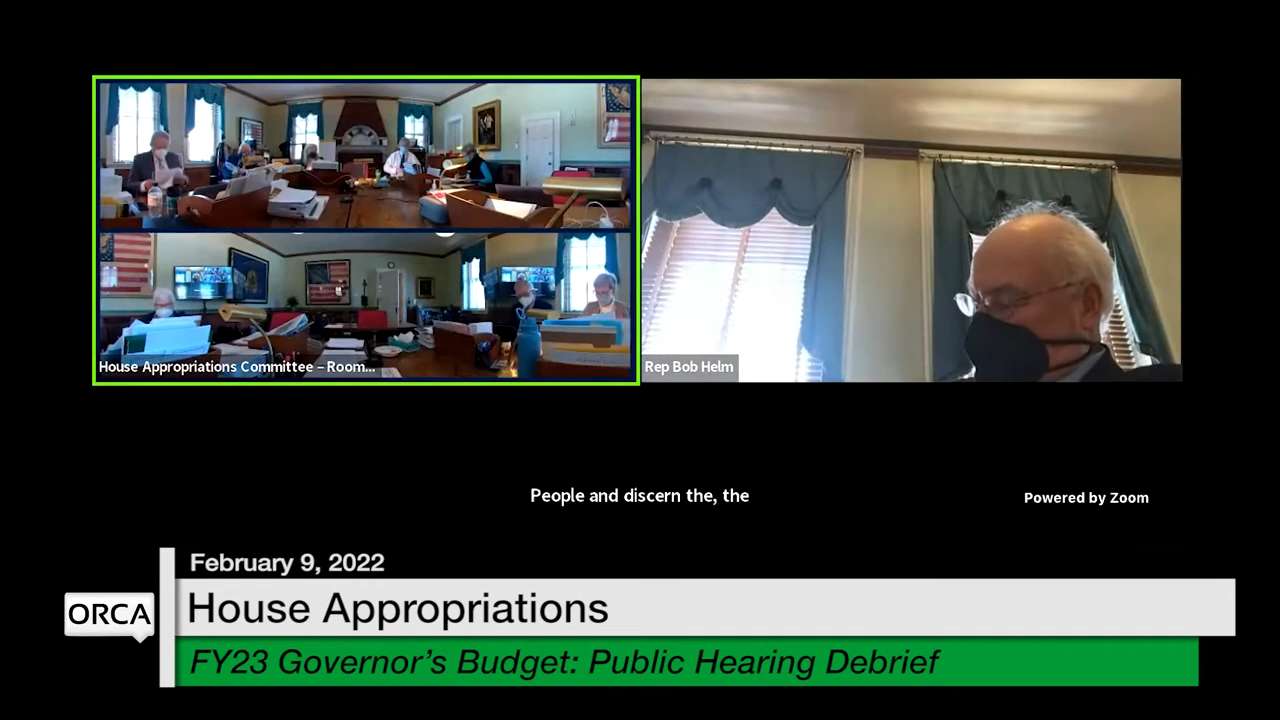 House Appropriations Committee – Room...
Rep Bob Helm
People and discern the, the
Powered by Zoom
February 9, 2022
ORCA
House Appropriations
FY23 Governor's Budget: Public Hearing Debrief